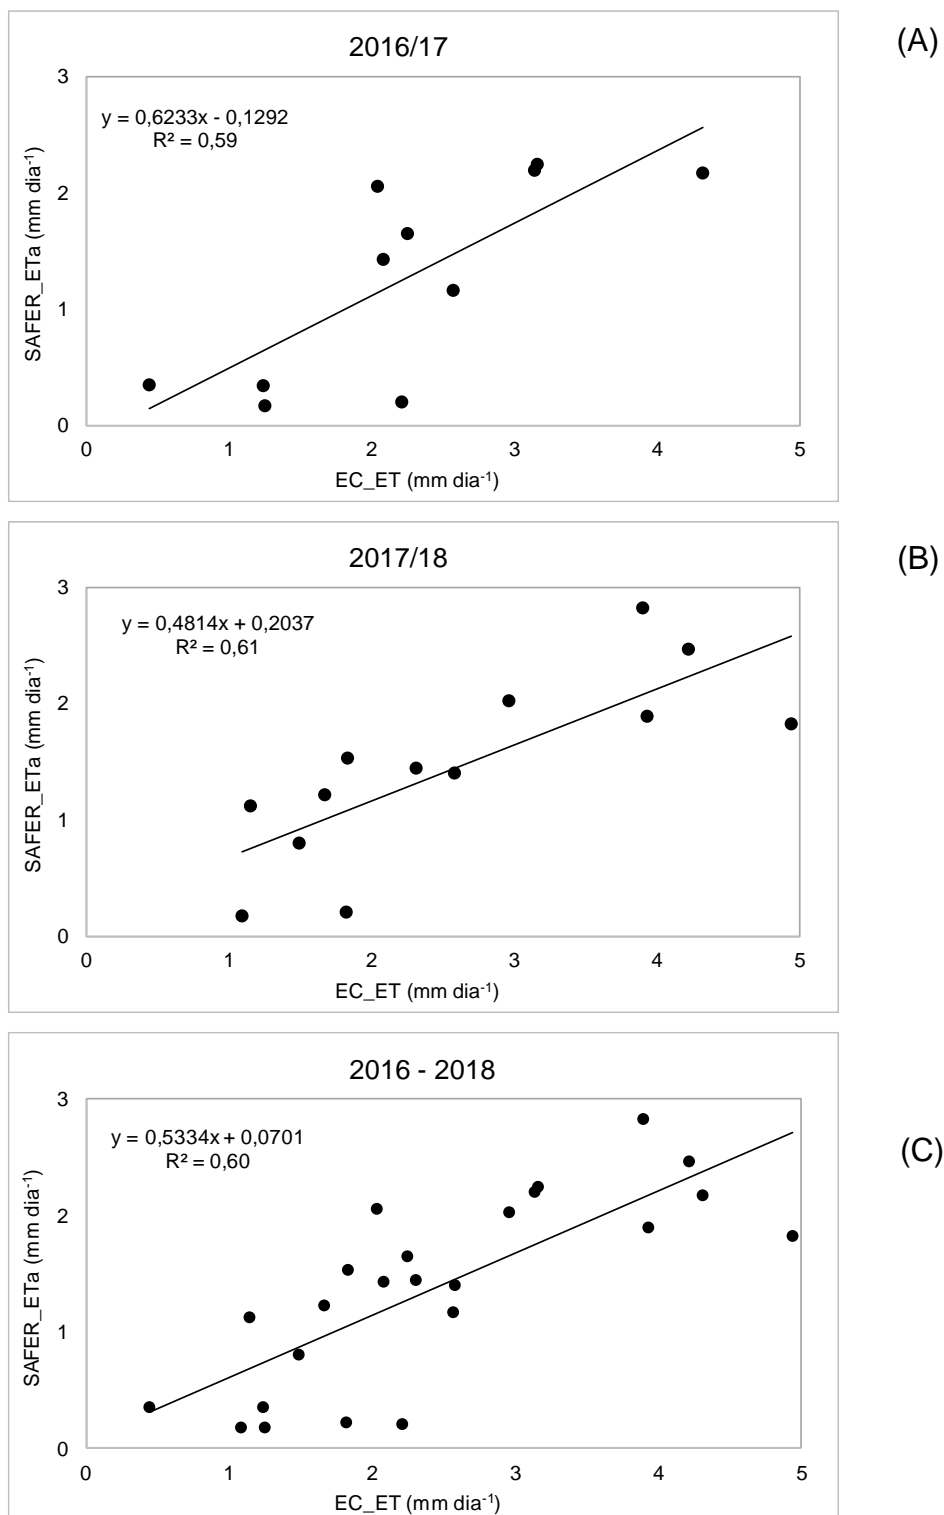 2016/17
(A)
y = 0,6233x - 0,1292
R² = 0,59
SAFER_ETa (mm dia⁻¹)
3
2
1
0
0 1 2 3 4 5
EC_ET (mm dia⁻¹)
2017/18
(B)
y = 0,4814x + 0,2037
R² = 0,61
SAFER_ETa (mm dia⁻¹)
3
2
1
0
0 1 2 3 4 5
EC_ET (mm dia⁻¹)
2016 - 2018
(C)
y = 0,5334x + 0,0701
R² = 0,60
SAFER_ETa (mm dia⁻¹)
3
2
1
0
0 1 2 3 4 5
EC_ET (mm dia⁻¹)